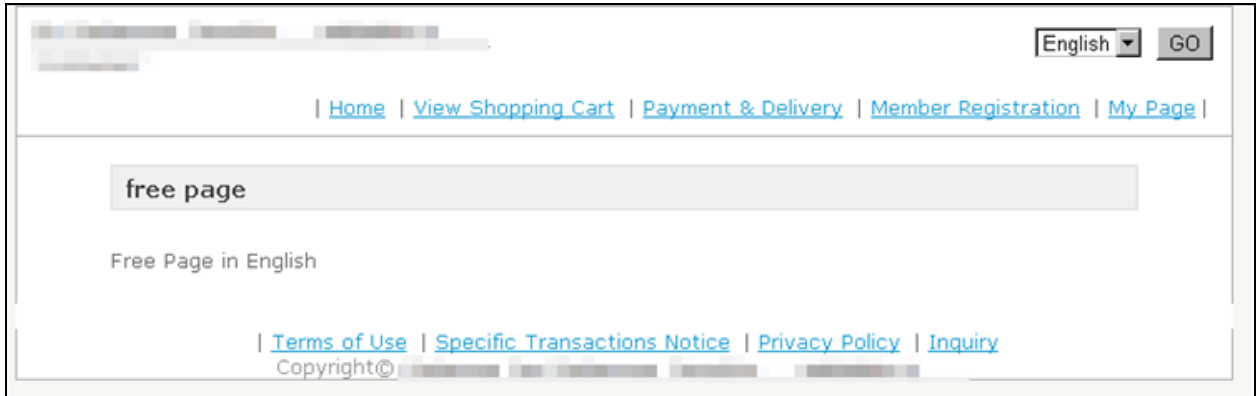 English GO
| Home | View Shopping Cart | Payment & Delivery | Member Registration | My Page |
free page
Free Page in English
| Terms of Use | Specific Transactions Notice | Privacy Policy | Inquiry
Copyright©